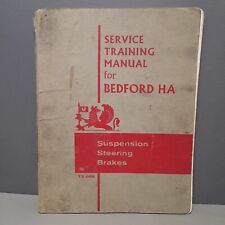 SERVICE
TRAINING
MANUAL
for
BEDFORD HA
Suspension
Steering
Brakes